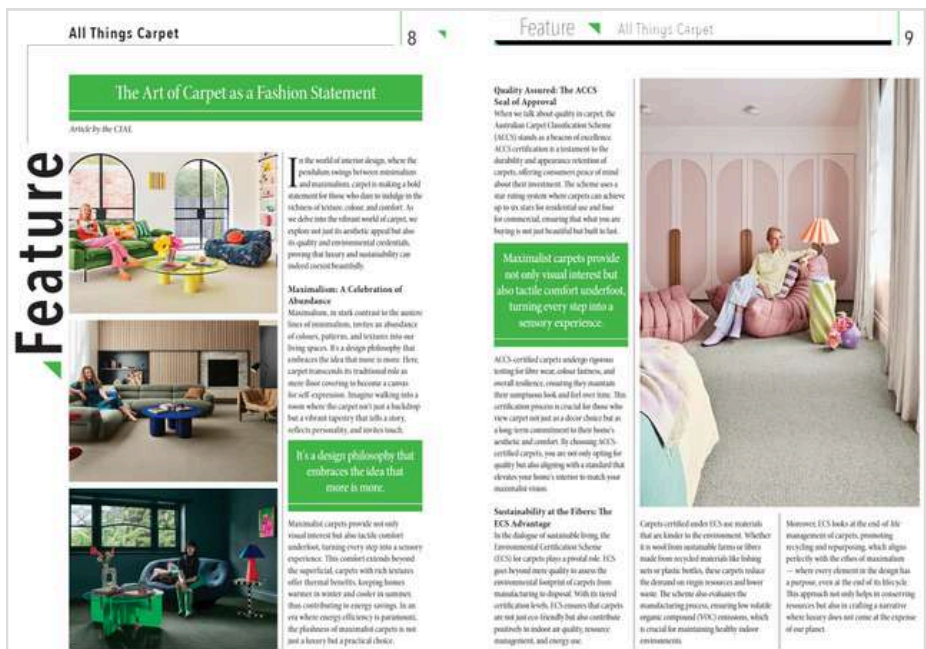 All Things Carpet
8
The Art of Carpet as a Fashion Statement
Article by the CIAL
Feature
In the world of interior design, where the
pendulum swings between minimalism
and maximalism, carpet is making a bold
statement for those who dare to indulge in the
richness of texture, colour, and comfort. As
we delve into the vibrant world of carpet, we
explore not just its aesthetic appeal but also
its quality and environmental credentials,
proving that luxury and sustainability can
indeed coexist beautifully.
Maximalism: A Celebration of
Abundance
Maximalism, in stark contrast to the austere
lines of minimalism, invites an abundance
of colours, patterns, and textures into our
living spaces. It's a design philosophy that
embraces the idea that more is more. Here,
carpet transcends its traditional role as
mere floor covering to become a canvas
for self-expression. Imagine walking into a
room where the carpet isn't just a backdrop
but a vibrant tapestry that tells a story,
reflects personality, and invites touch.
It's a design philosophy that
embraces the idea that
more is more.
Maximalist carpets provide not only
visual interest but also tactile comfort
underfoot, turning every step into a sensory
experience. This comfort extends beyond
the superficial, carpets with rich textures
offer thermal benefits, keeping homes
warmer in winter and cooler in summer,
thus contributing to energy savings. In an
era where energy efficiency is paramount,
the plushness of maximalist carpets is not
just a luxury but a practical choice.
Feature
All Things Carpet
9
Quality Assured: The ACCS
Seal of Approval
When we talk about quality in carpet, the
Australian Carpet Classification Scheme
(ACCS) stands as a beacon of excellence.
ACCS certification is a testament to the
durability and appearance retention of
carpets, offering consumers peace of mind
about their investment. The scheme uses a
star rating system where carpets can achieve
up to six stars for residential use and four
for commercial, ensuring that what you are
buying is not just beautiful but built to last.
Maximalist carpets provide
not only visual interest but
also tactile comfort underfoot,
turning every step into a
sensory experience.
ACCS-certified carpets undergo rigorous
testing for fibre wear, colour fastness, and
overall resilience, ensuring they maintain
their sumptuous look and feel over time. This
certification process is crucial for those who
view carpet not just as a decor choice but as
a long-term commitment to their home's
aesthetic and comfort. By choosing ACCS-
certified carpets, you are not only opting for
quality but also aligning with a standard that
elevates your home's interior to match your
maximalist vision.
Sustainability at the Fibers: The
ECS Advantage
In the dialogue of sustainable living, the
Environmental Certification Scheme
(ECS) for carpets plays a pivotal role. ECS
goes beyond mere quality to assess the
environmental footprint of carpets from
manufacturing to disposal. With its tiered
certification levels, ECS ensures that carpets
are not just eco-friendly but also contribute
positively to indoor air quality, resource
management, and energy use.
Carpets certified under ECS use materials
that are kinder to the environment. Whether
it is wool from sustainable farms or fibres
made from recycled materials like fishing
nets or plastic bottles, these carpets reduce
the demand on virgin resources and lower
waste. The scheme also evaluates the
manufacturing process, ensuring low volatile
organic compound (VOC) emissions, which
is crucial for maintaining healthy indoor
environments.
Moreover, ECS looks at the end-of-life
management of carpets, promoting
recycling and repurposing, which aligns
perfectly with the ethos of maximalism
— where every element in the design has
a purpose, even at the end of its lifecycle.
This approach not only helps in conserving
resources but also in crafting a narrative
where luxury does not come at the expense
of our planet.